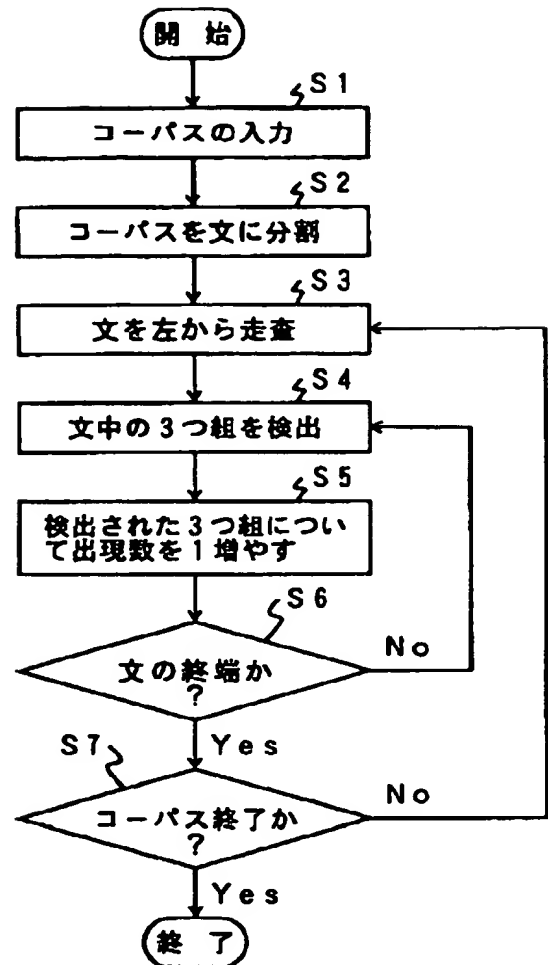 開 始
S1
コーパスの入力
S2
コーパスを文に分割
S3
文を左から走査
S4
文中の3つ組を検出
S5
検出された3つ組につい
て出現数を1増やす
S6
文の終端か
?
No
Yes
S7
コーパス終了か
?
No
Yes
終 了